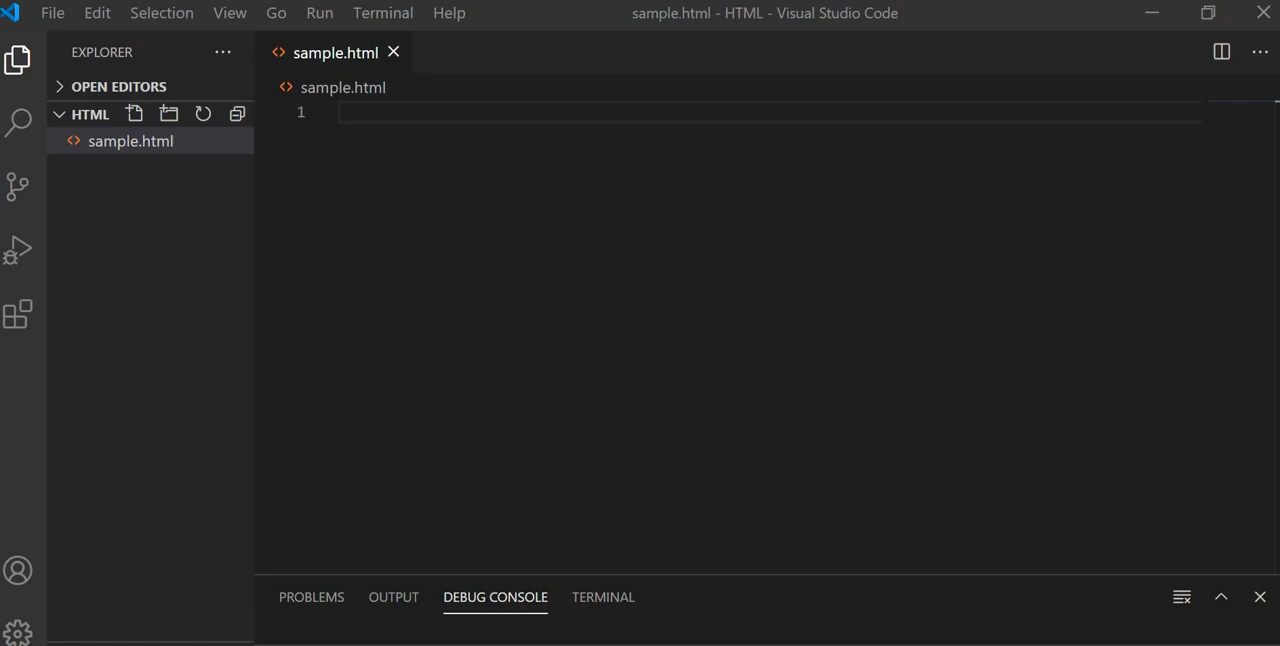 File Edit Selection View Go Run Terminal Help sample.html - HTML - Visual Studio Code
EXPLORER
sample.html
OPEN EDITORS
sample.html
HTML
1
sample.html
PROBLEMS OUTPUT DEBUG CONSOLE TERMINAL